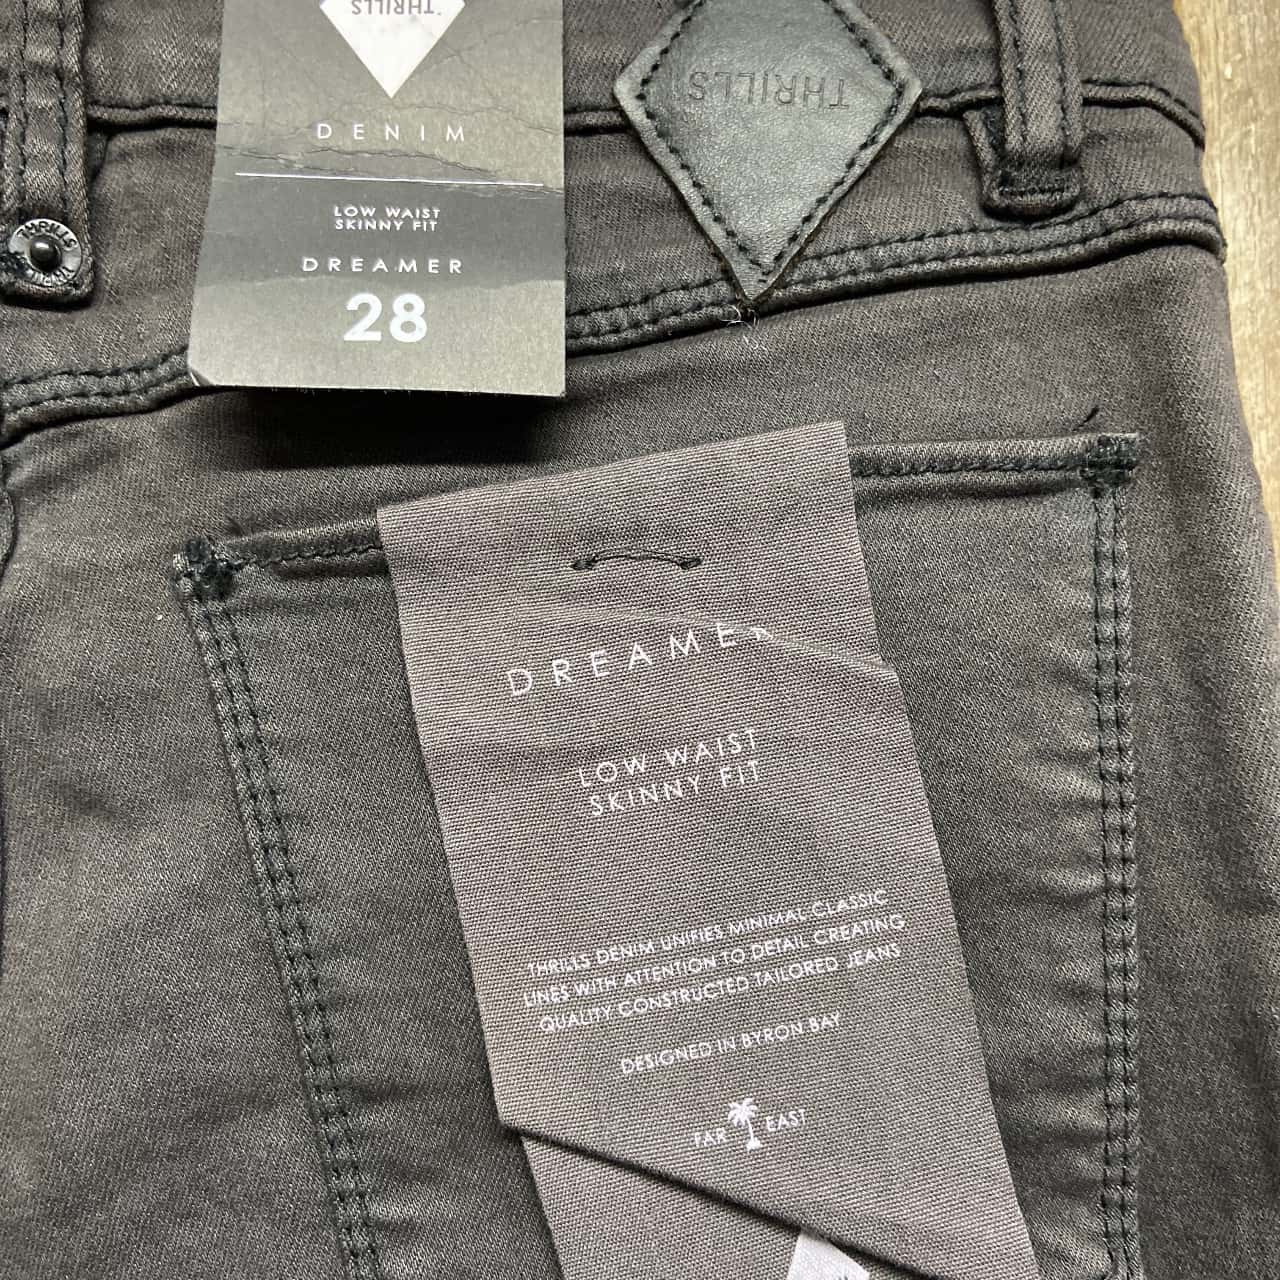 THRILLS
DENIM
LOW WAIST
SKINNY FIT
DREAMER
28
THRILLS
THRILLS
DREAMER
LOW WAIST
SKINNY FIT
THRILLS DENIM UNIFIES MINIMAL CLASSIC
LINES WITH ATTENTION TO DETAIL CREATING
QUALITY CONSTRUCTED TAILORED JEANS
DESIGNED IN BYRON BAY
FAR EAST